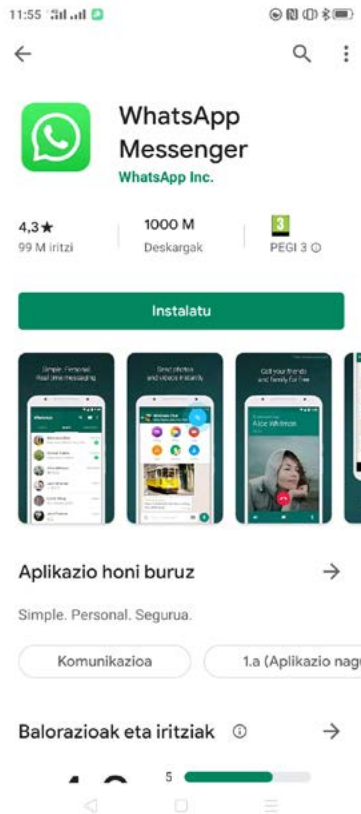 11:55
WhatsApp
Messenger
WhatsApp Inc.
4,3★
99 M iritzi
1000 M
Deskargak
3
PEGI 3
Instalatu
Simple. Personal.
Real time messaging
Send photos
and videos instantly
Call your friends
and family for free
WhatsApp
Alice Whitman
Aplikazio honi buruz
Simple. Personal. Segurua.
Komunikazioa
1.a (Aplikazio nagu
Balorazioak eta iritziak
5